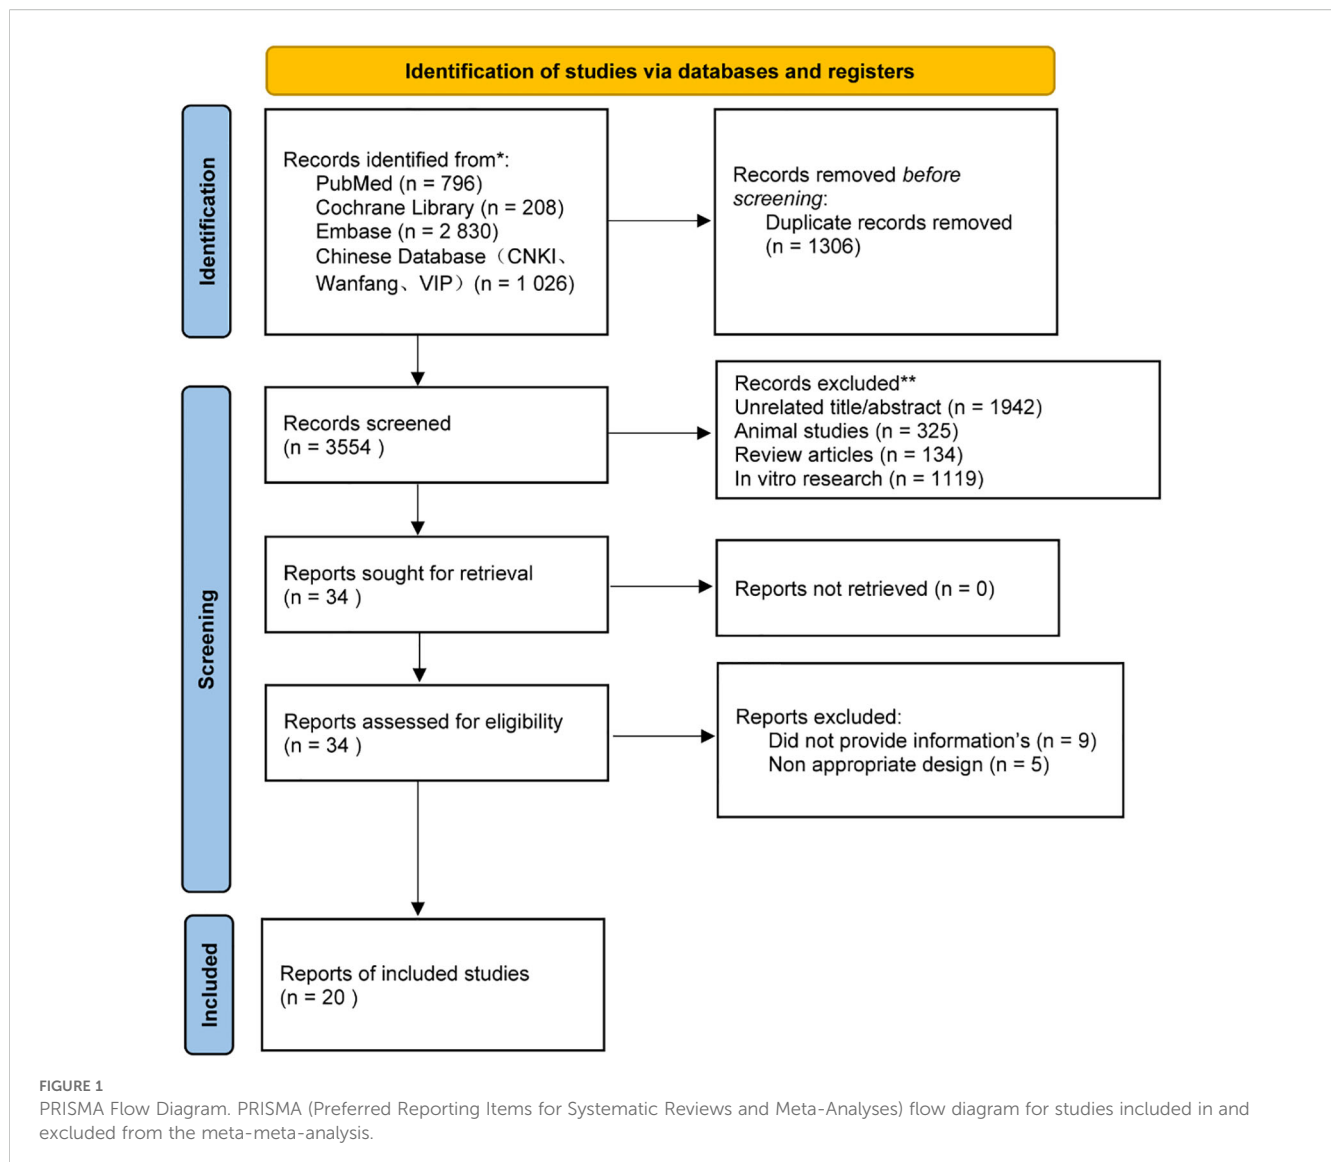 Identification of studies via databases and registers
Identification
Records identified from*:
PubMed (n = 796)
Cochrane Library (n = 208)
Embase (n = 2 830)
Chinese Database（CNKI、
Wanfang、VIP）(n = 1 026)
Records removed before
screening:
Duplicate records removed
(n = 1306)
Screening
Records screened
(n = 3554 )
Records excluded**
Unrelated title/abstract (n = 1942)
Animal studies (n = 325)
Review articles (n = 134)
In vitro research (n = 1119)
Reports sought for retrieval
(n = 34 )
Reports not retrieved (n = 0)
Reports assessed for eligibility
(n = 34 )
Reports excluded:
Did not provide information's (n = 9)
Non appropriate design (n = 5)
Included
Reports of included studies
(n = 20 )
FIGURE 1
PRISMA Flow Diagram. PRISMA (Preferred Reporting Items for Systematic Reviews and Meta-Analyses) flow diagram for studies included in and
excluded from the meta-meta-analysis.